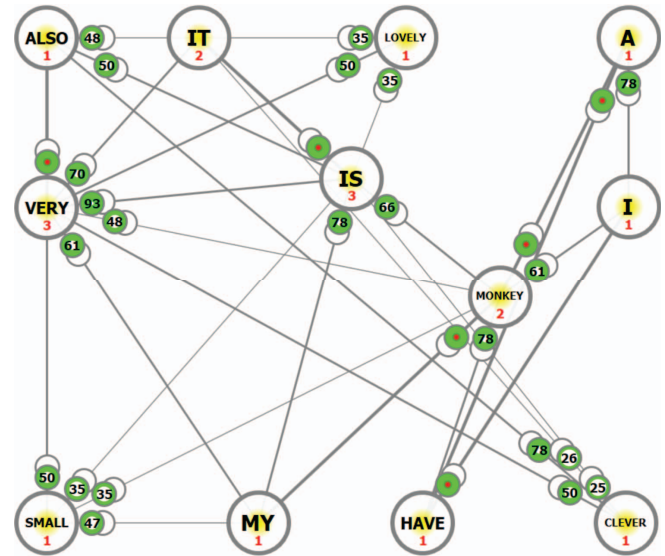 ALSO 1 48 IT 2 35 LOVELY 1 A 1
50 50 35 78
70 IS 3
VERY 3 93 48 66 I 1
61 78 61
MONKEY 2
78
78 26
50 35 35 50 25
SMALL 1 47 MY 1 HAVE 1 CLEVER 1